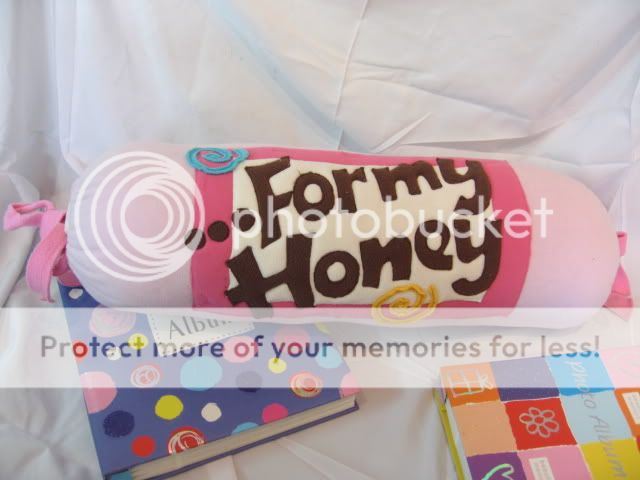 For my
Honey
photobucket
Album
Protect more of your memories for less!
Photo Album